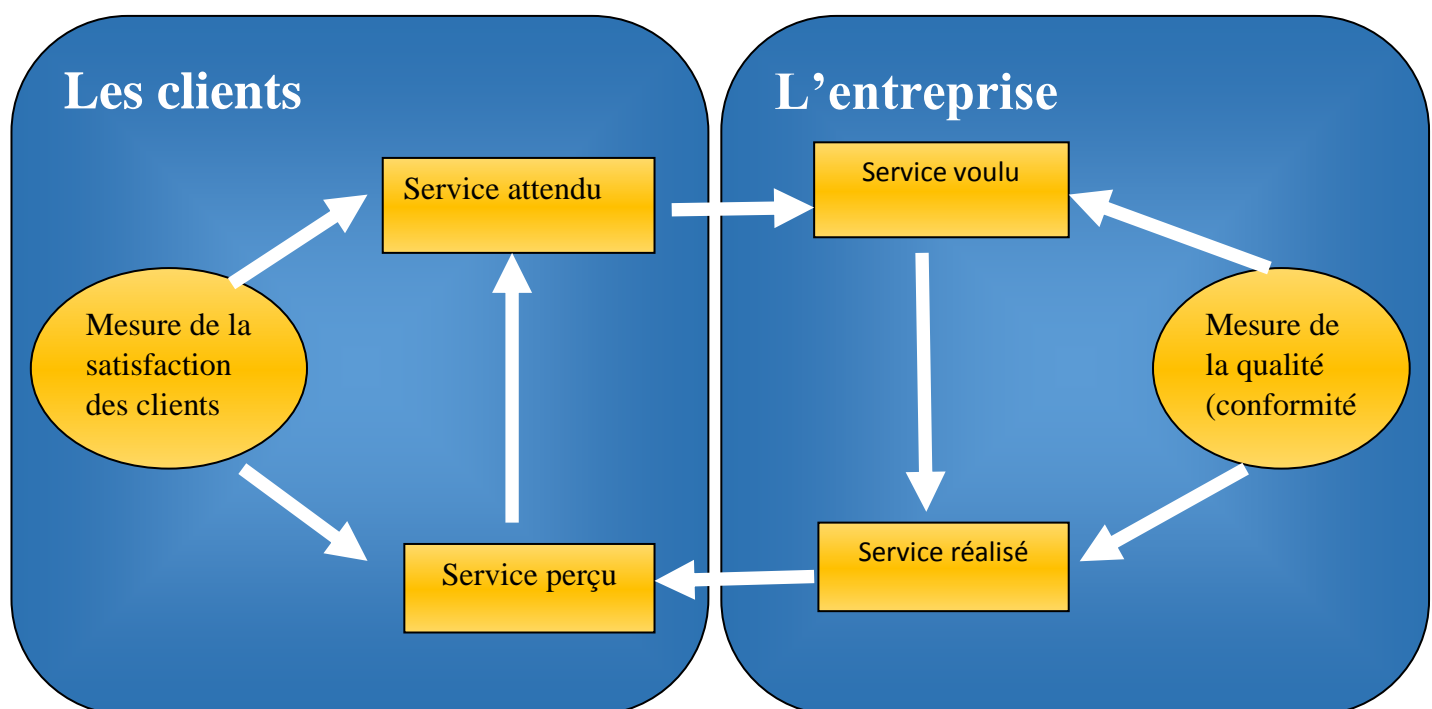 Les clients
Service attendu
Mesure de la
satisfaction
des clients
Service perçu
L’entreprise
Service voulu
Mesure de
la qualité
(conformité
Service réalisé